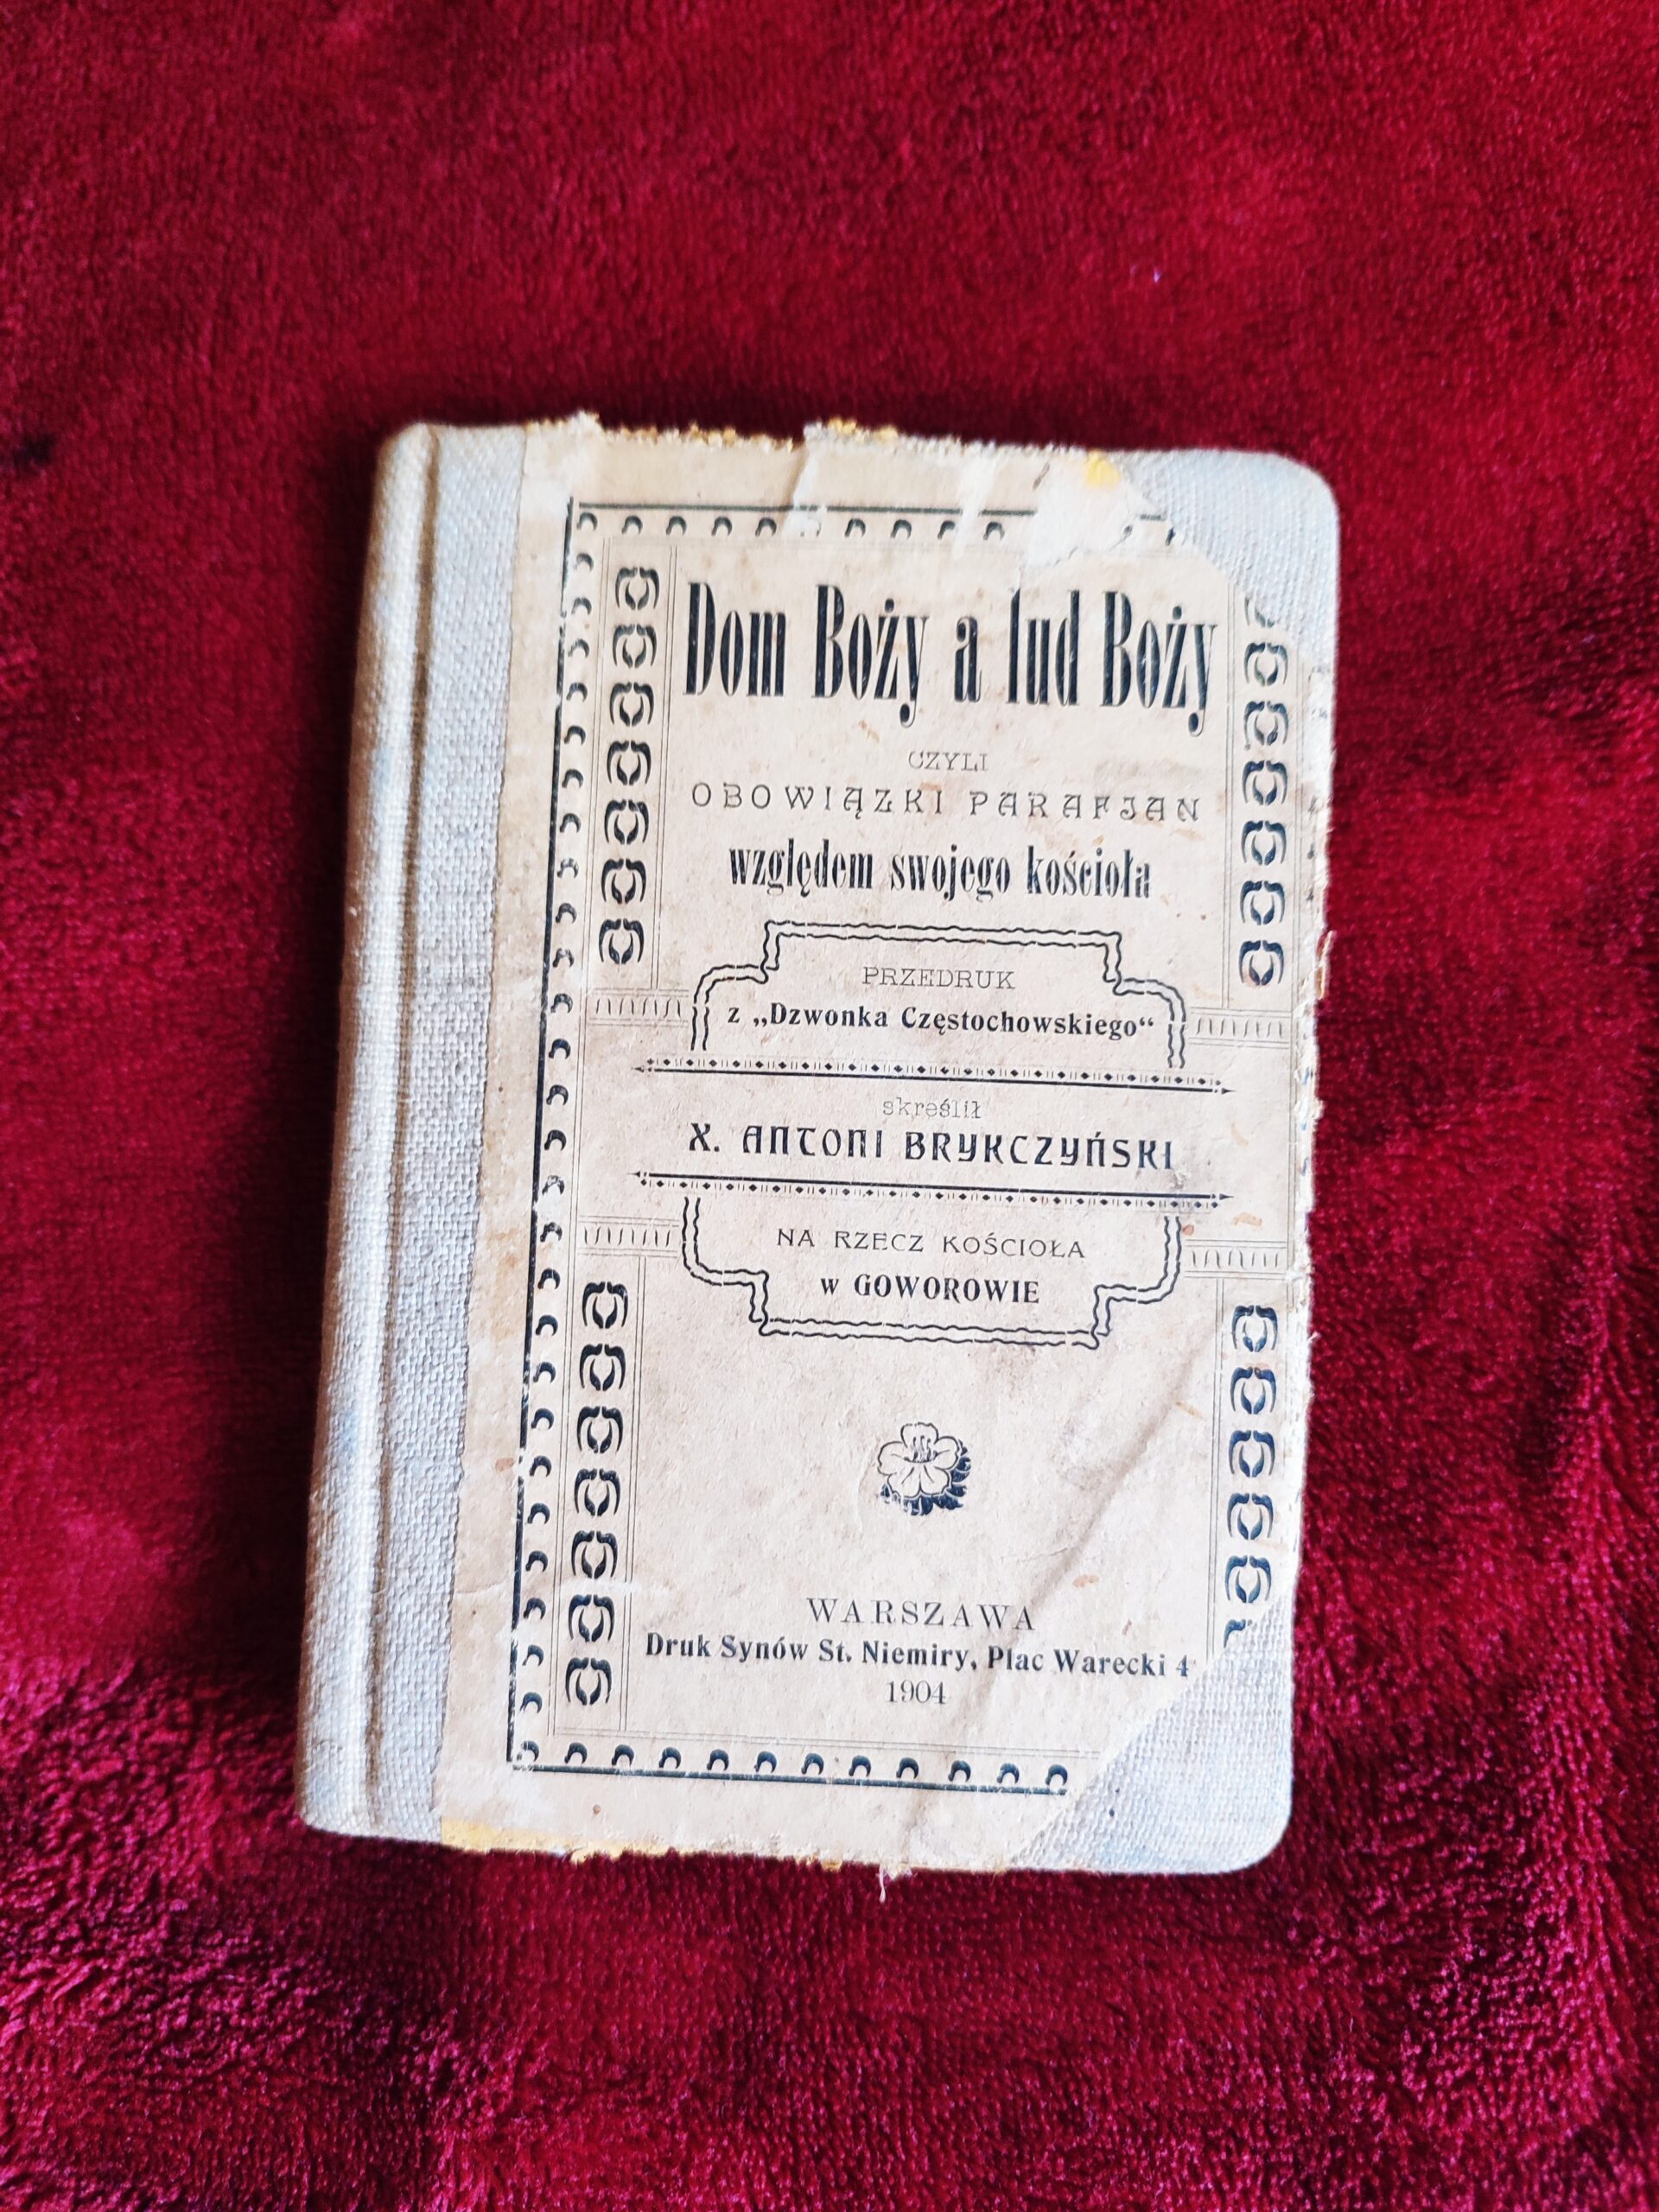 Dom Boży a lud Boży
CZYLI
OBOWIĄZKI PARAFJAN
względem swojego kościoła
PRZEDRUK
z „Dzwonka Częstochowskiego“
skreślił
X. ANTONI BRYKCZYŃSKI
NA RZECZ KOŚCIOŁA
w GOWOROWIE
WARSZAWA
Druk Synów St. Niemiry, Plac Warecki 4
1904